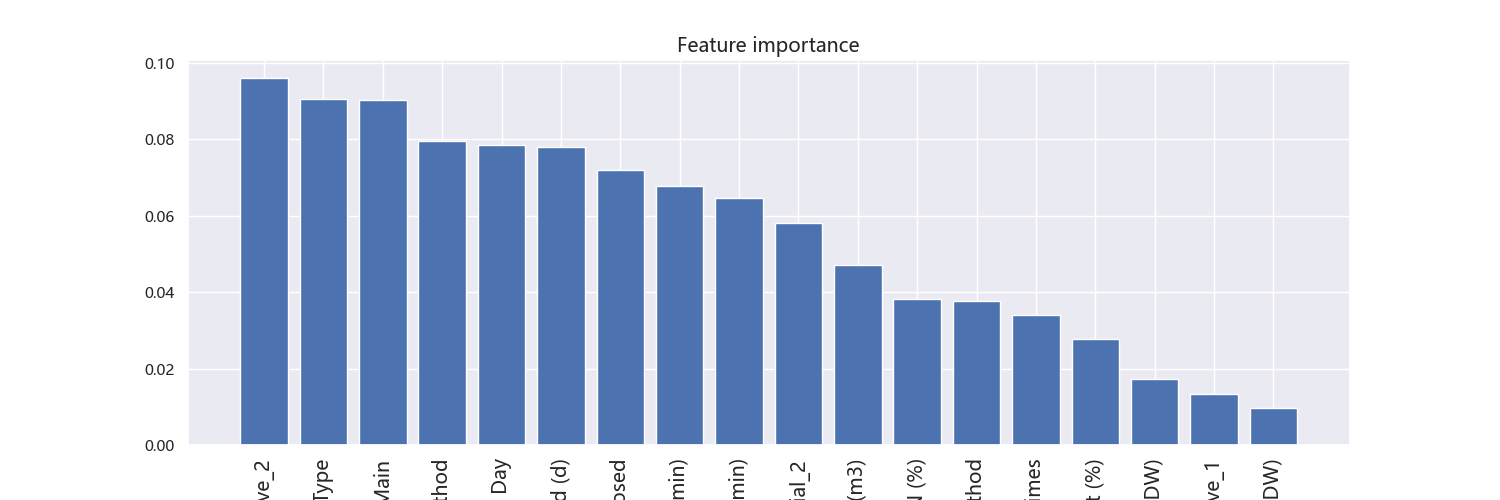 Feature importance
0.10
0.08
0.06
0.04
0.02
0.00
ve_2
Type
Main
thod
Day
d (d)
osed
min)
min)
ial_2
(m3)
(%)
thod
imes
t (%)
DW)
ve_1
DW)